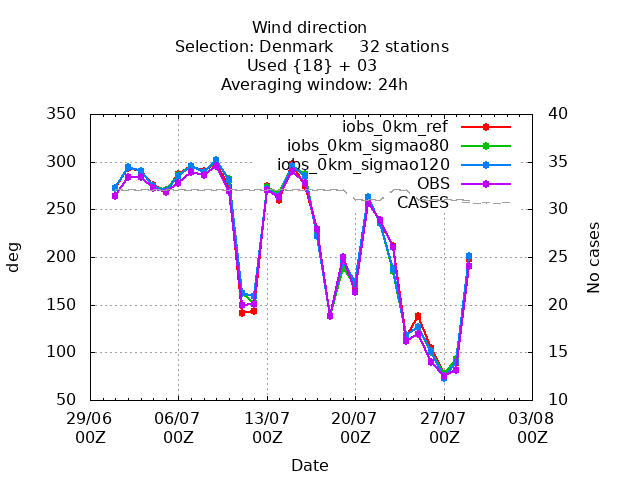 Wind direction
Selection: Denmark 32 stations
Used {18} + 03
Averaging window: 24h
350 40
iobs_0km_ref
iobs_0km_sigmao80
300 iobs_0km_sigmao120 35
OBS
250 CASES 30
deg
200 25
No cases
150 20
100 15
50 10
29/06 06/07 13/07 20/07 27/07 03/08
00Z 00Z 00Z 00Z 00Z 00Z
Date